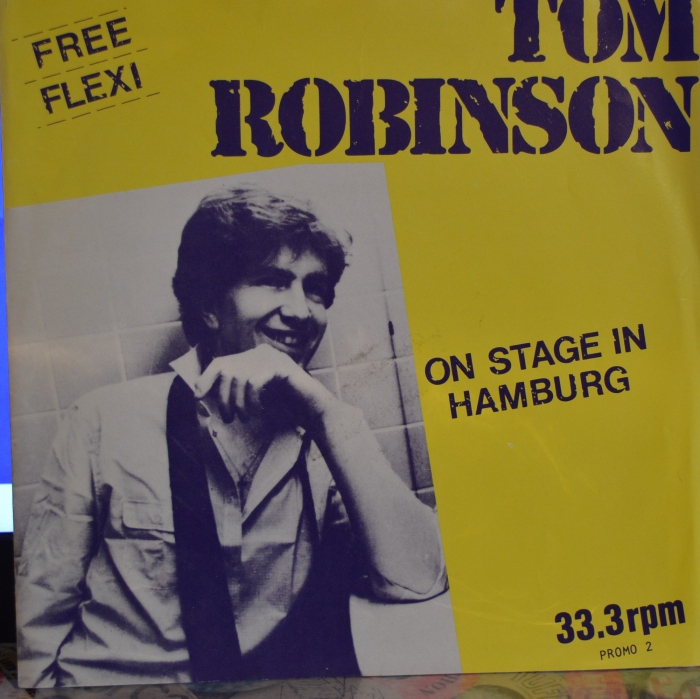 FREE
FLEXI
TOM
ROBINSON
ON STAGE IN
HAMBURG
33.3rpm
PROMO 2